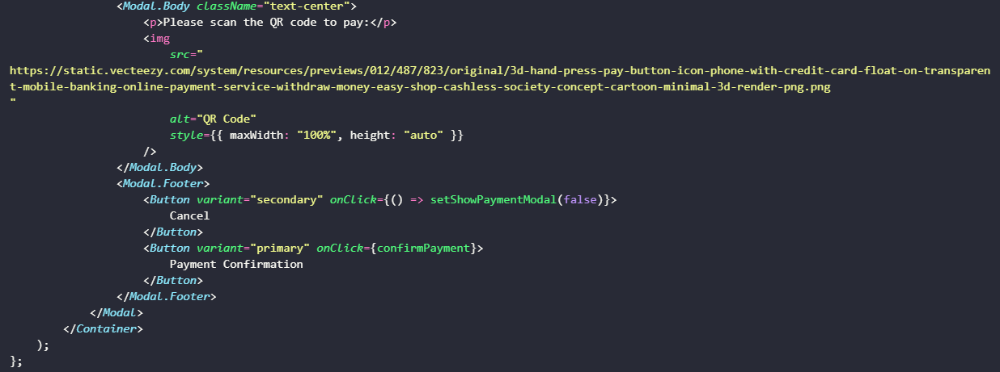 <Modal.Body className="text-center">
<p>Please scan the QR code to pay:</p>
<img
src="
https://static.vecteezy.com/system/resources/previews/012/487/823/original/3d-hand-press-pay-button-icon-phone-with-credit-card-float-on-transparen
t-mobile-banking-online-payment-service-withdraw-money-easy-shop-cashless-society-concept-cartoon-minimal-3d-render-png.png
"
alt="QR Code"
style={{ maxWidth: "100%", height: "auto" }}
/>
</Modal.Body>
<Modal.Footer>
<Button variant="secondary" onClick={() => setShowPaymentModal(false)}>
Cancel
</Button>
<Button variant="primary" onClick={confirmPayment}>
Payment Confirmation
</Button>
</Modal.Footer>
</Modal>
</Container>
);
};